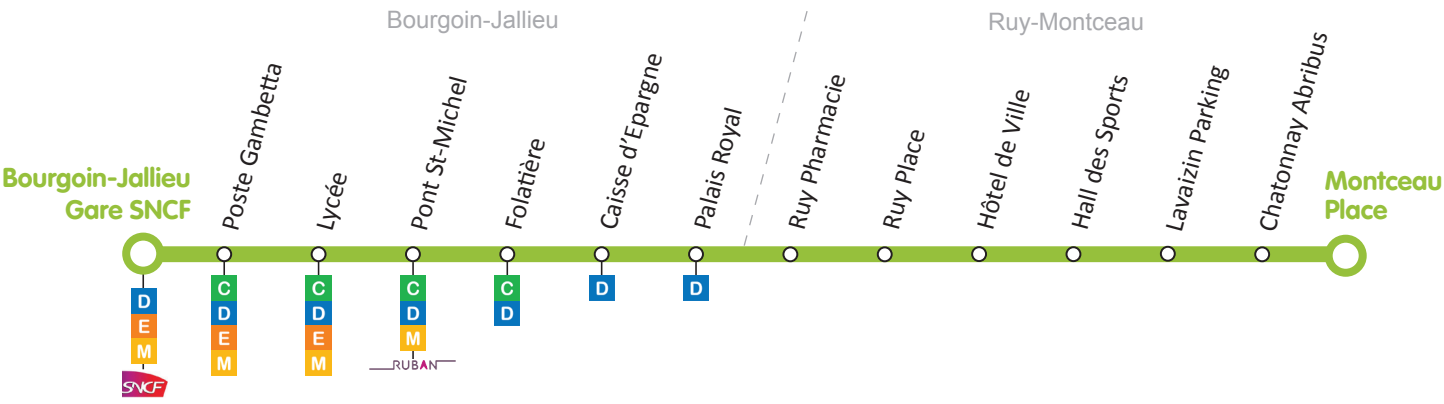 Bourgoin-Jallieu
Ruy-Montceau
Bourgoin-Jallieu
Gare SNCF
Poste Gambetta
Lycée
Pont St-Michel
Folatière
Caisse d'Epargne
Palais Royal
Ruy Pharmacie
Ruy Place
Hôtel de Ville
Hall des Sports
Lavaizin Parking
Chatonnay Abribus
Montceau
Place
D
E
M
SNCF
C
D
E
M
C
D
E
M
C
D
M
RUBAN
C
D
D
D